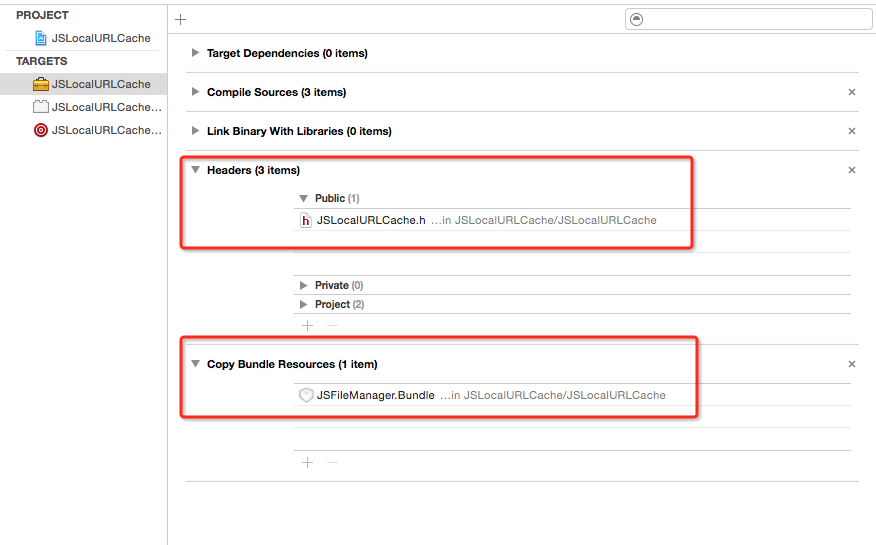 PROJECT
JSLocalURLCache
TARGETS
JSLocalURLCache
JSLocalURLCache...
JSLocalURLCache...
Target Dependencies (0 items)
Compile Sources (3 items)
Link Binary With Libraries (0 items)
Headers (3 items)
Public (1)
JSLocalURLCache.h ...in JSLocalURLCache/JSLocalURLCache
Private (0)
Project (2)
Copy Bundle Resources (1 item)
JSFileManager.Bundle ...in JSLocalURLCache/JSLocalURLCache